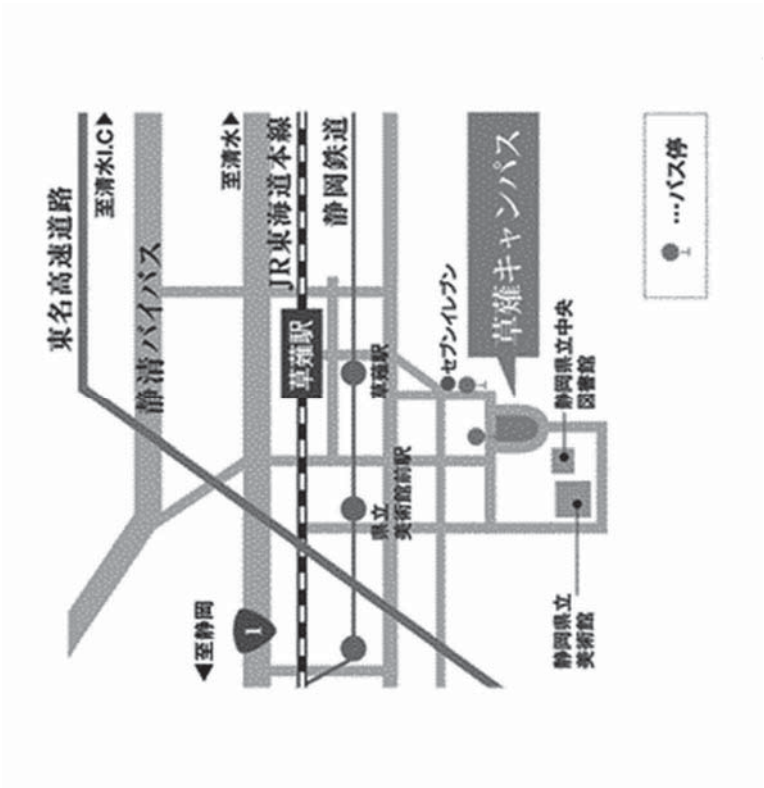 東名高速道路
至清水I.C▶
静清バイパス
至清水▶
◀至静岡
1
JR東海道本線
草薙駅
静岡鉄道
草薙駅
県立
美術館前駅
セブンイレブン
草薙キャンパス
静岡県立中央
図書館
静岡県立
美術館
…バス停